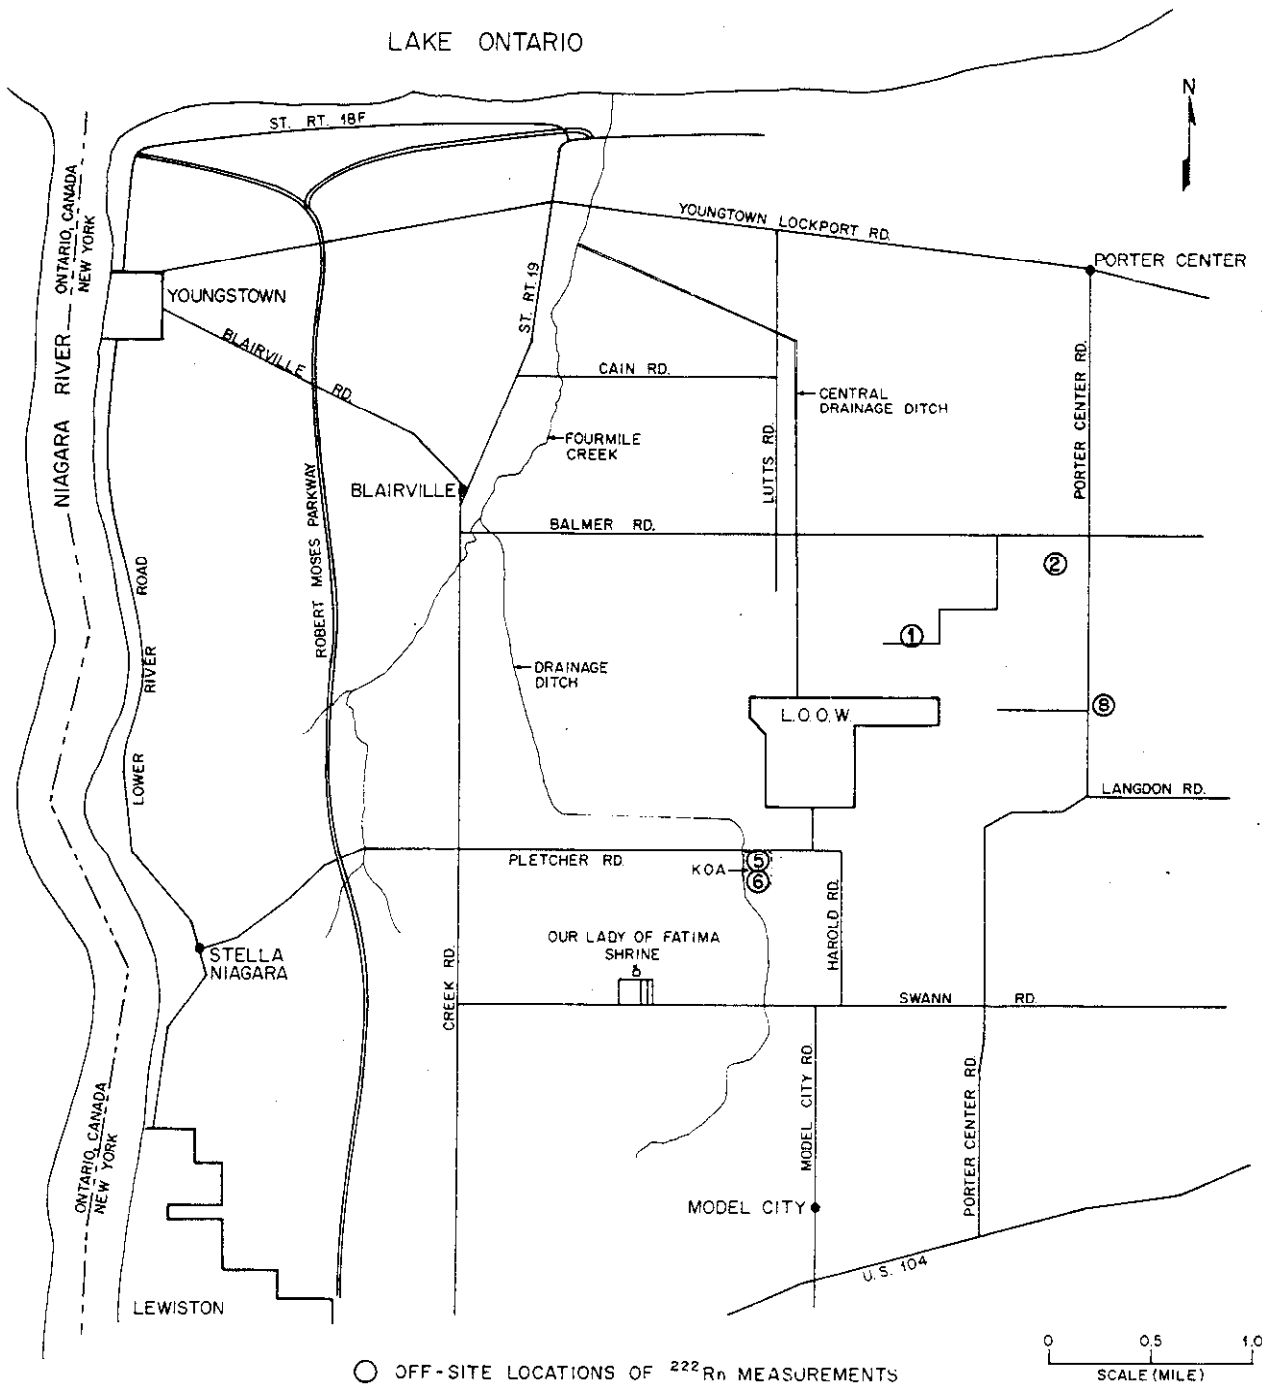 LAKE ONTARIO
N
ST. RT. 18F
ONTARIO, CANADA
NEW YORK
YOUNGTOWN LOCKPORT RD.
PORTER CENTER
YOUNGSTOWN
ST. RT. 19
BLAIRVILLE RD.
CAIN RD.
CENTRAL
DRAINAGE DITCH
PORTER CENTER RD.
NIAGARA RIVER
FOURMILE
CREEK
LUTTS RD.
BLAIRVILLE
ROBERT MOSES PARKWAY
BALMER RD.
2
1
LOWER RIVER ROAD
DRAINAGE
DITCH
L.O.O.W.
8
LANGDON RD.
PLETCHER RD.
KOA
5
6
HAROLD RD.
OUR LADY OF FATIMA
SHRINE
STELLA
NIAGARA
CREEK RD.
SWANN RD.
MODEL CITY RD.
PORTER CENTER RD.
ONTARIO, CANADA
NEW YORK
MODEL CITY
U.S. 104
LEWISTON
0 0.5 1.0
SCALE (MILE)
OFF-SITE LOCATIONS OF ²²²Rn MEASUREMENTS